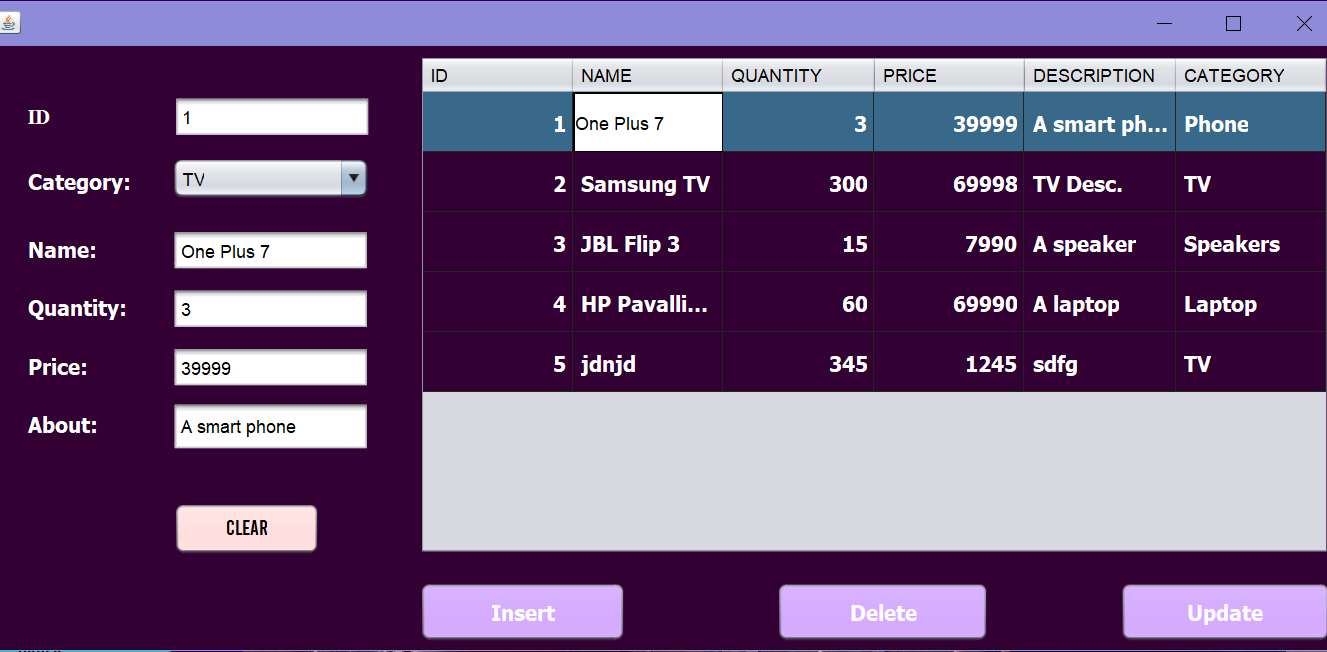 ID NAME QUANTITY PRICE DESCRIPTION CATEGORY
1 One Plus 7 3 39999 A smart ph... Phone
2 Samsung TV 300 69998 TV Desc. TV
3 JBL Flip 3 15 7990 A speaker Speakers
4 HP Pavalli... 60 69990 A laptop Laptop
5 jdnjd 345 1245 sdfg TV
ID 1
Category: TV
Name: One Plus 7
Quantity: 3
Price: 39999
About: A smart phone
CLEAR
Insert Delete Update